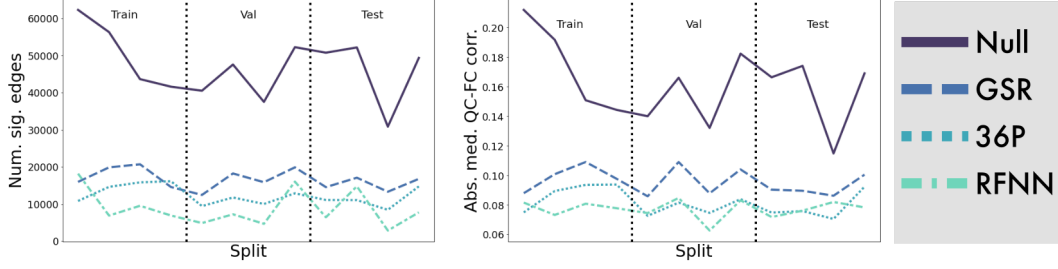 Num. sig. edges
60000
50000
40000
30000
20000
10000
0
Train
Val
Test
Split
Abs. med. QC-FC corr.
0.20
0.18
0.16
0.14
0.12
0.10
0.08
0.06
Train
Val
Test
Split
Null
GSR
36P
RFNN